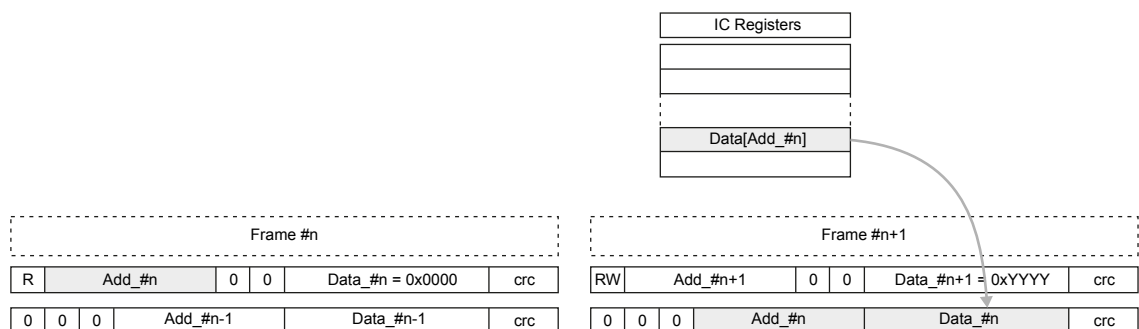 IC Registers
Data[Add_#n]
Frame #n Frame #n+1
R Add_#n 0 0 Data_#n = 0x0000 crc RW Add_#n+1 0 0 Data_#n+1 = 0xYYYY crc
0 0 0 Add_#n-1 Data_#n-1 crc 0 0 0 Add_#n Data_#n crc